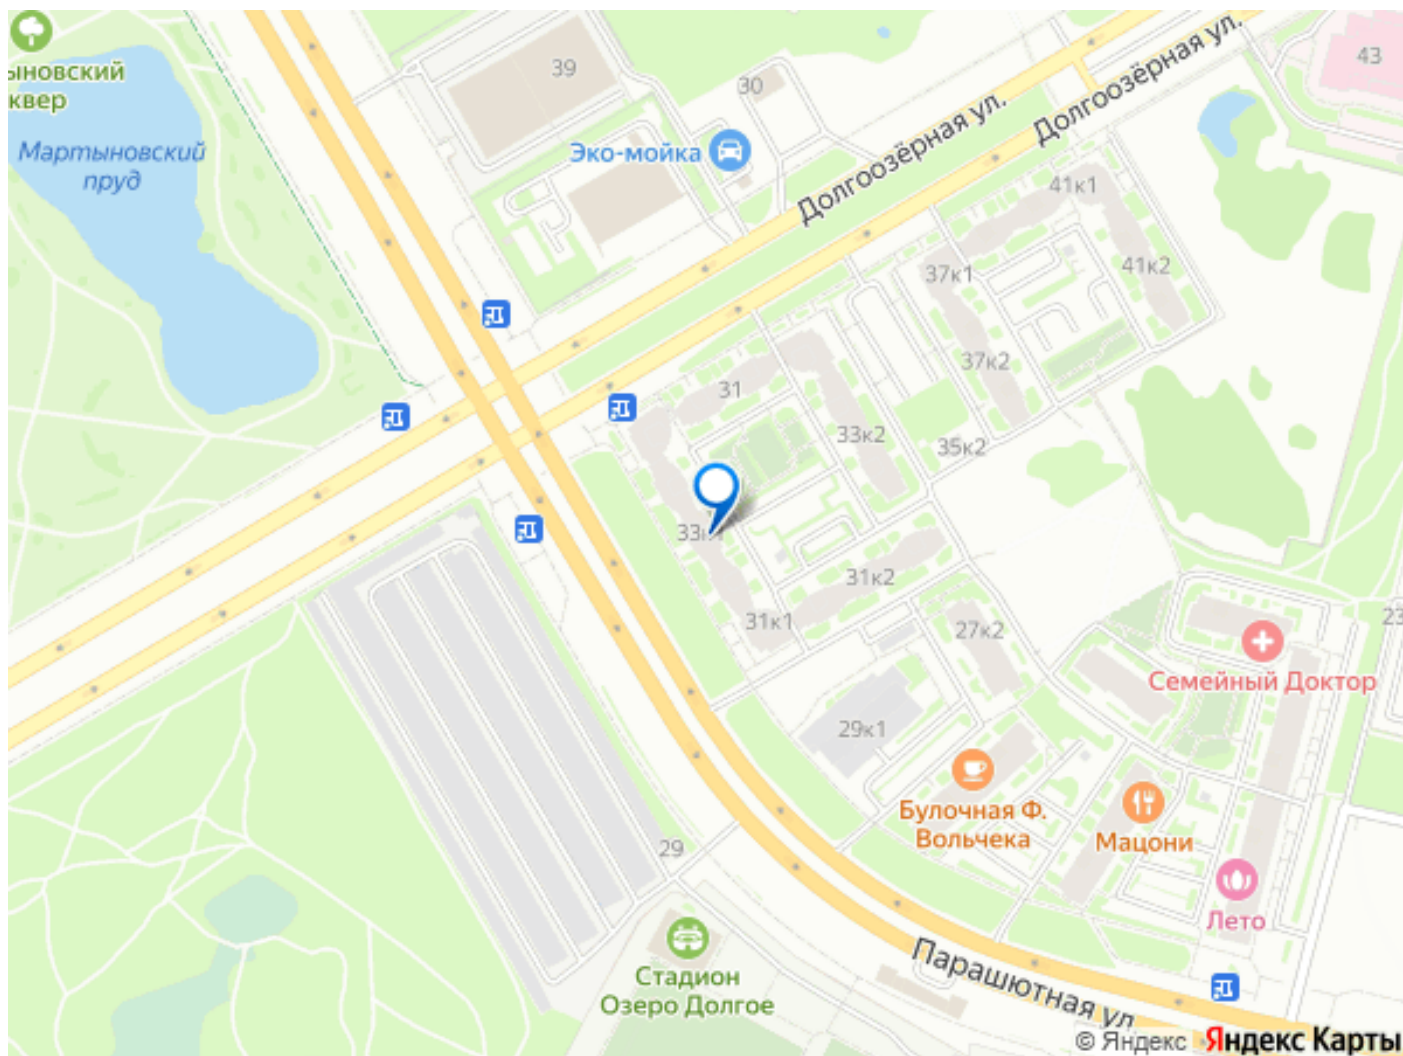 ыновский
квер
Мартыновский
пруд
39
30
Эко-мойка
Долгоозёрная ул.
Долгоозёрная ул.
43
41к1
41к2
37к1
37к2
31
33к2
35к2
31к2
31к1
27к2
23
Семейный Доктор
29к1
Булочная Ф.
Вольчека
Мацони
Лето
29
Стадион
Озеро Долгое
Парашютная ул
© Яндекс Яндекс Карты